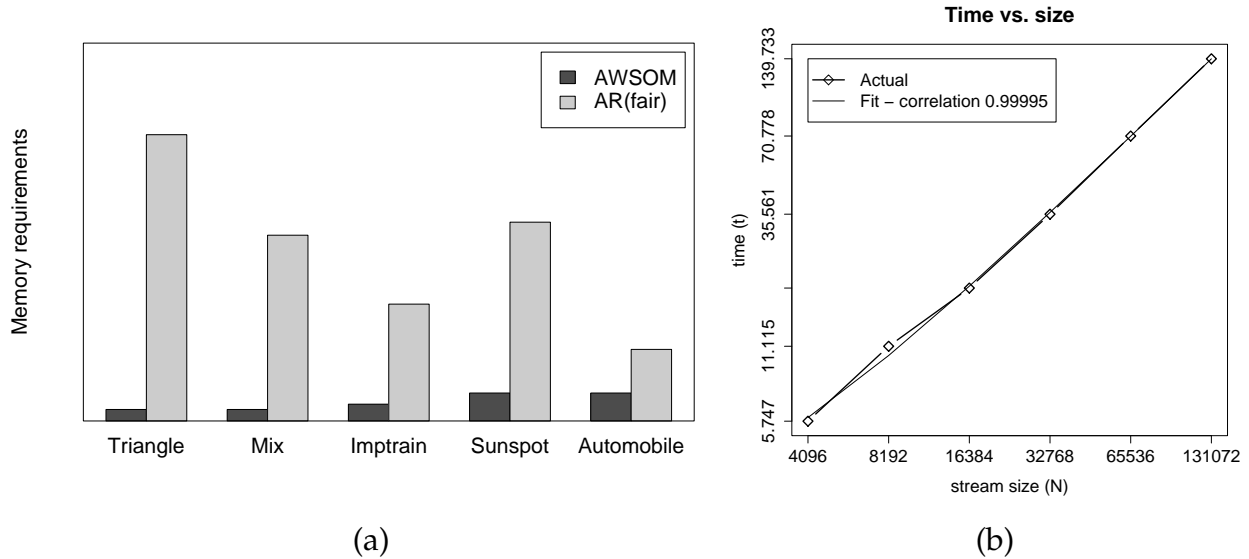 Memory requirements
AWSOM
AR(fair)
Triangle
Mix
Imptrain
Sunspot
Automobile
(a)
Time vs. size
Actual
Fit − correlation 0.99995
time (t)
139.733
70.778
35.561
11.115
5.747
4096
8192
16384
32768
65536
131072
stream size (N)
(b)